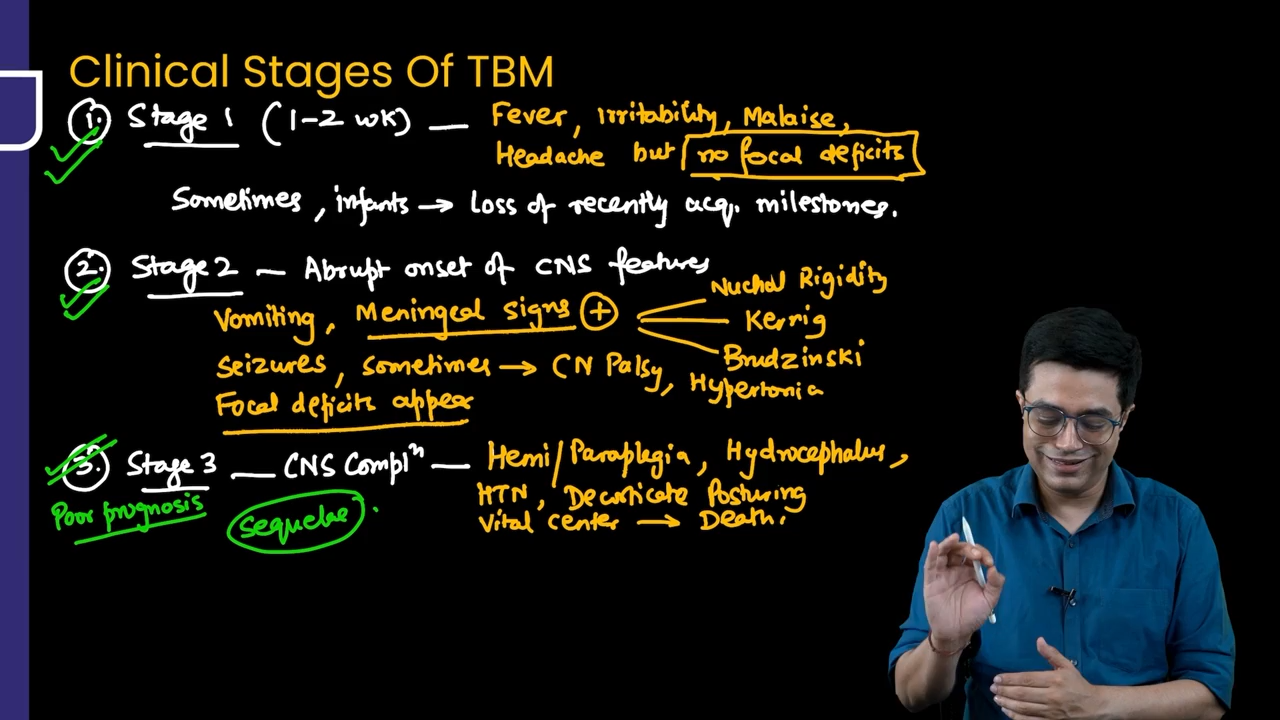 Clinical Stages Of TBM
1. Stage 1 (1-2 wk) — Fever, Irritability, Malaise,
Headache but no focal deficits
Sometimes, infants → Loss of recently acq. milestones.
2. Stage 2 — Abrupt onset of CNS features
Vomiting, Meningeal signs + Nuchal Rigidity
Kernig
Brudzinski
Seizures, sometimes → CN Palsy, Hypertonia
Focal deficits appear
3. Stage 3 — CNS Complⁿ — Hemi/Paraplegia, Hydrocephalus,
HTN, Decorticate Posturing
Vital center → Death.
Poor prognosis
sequelae.